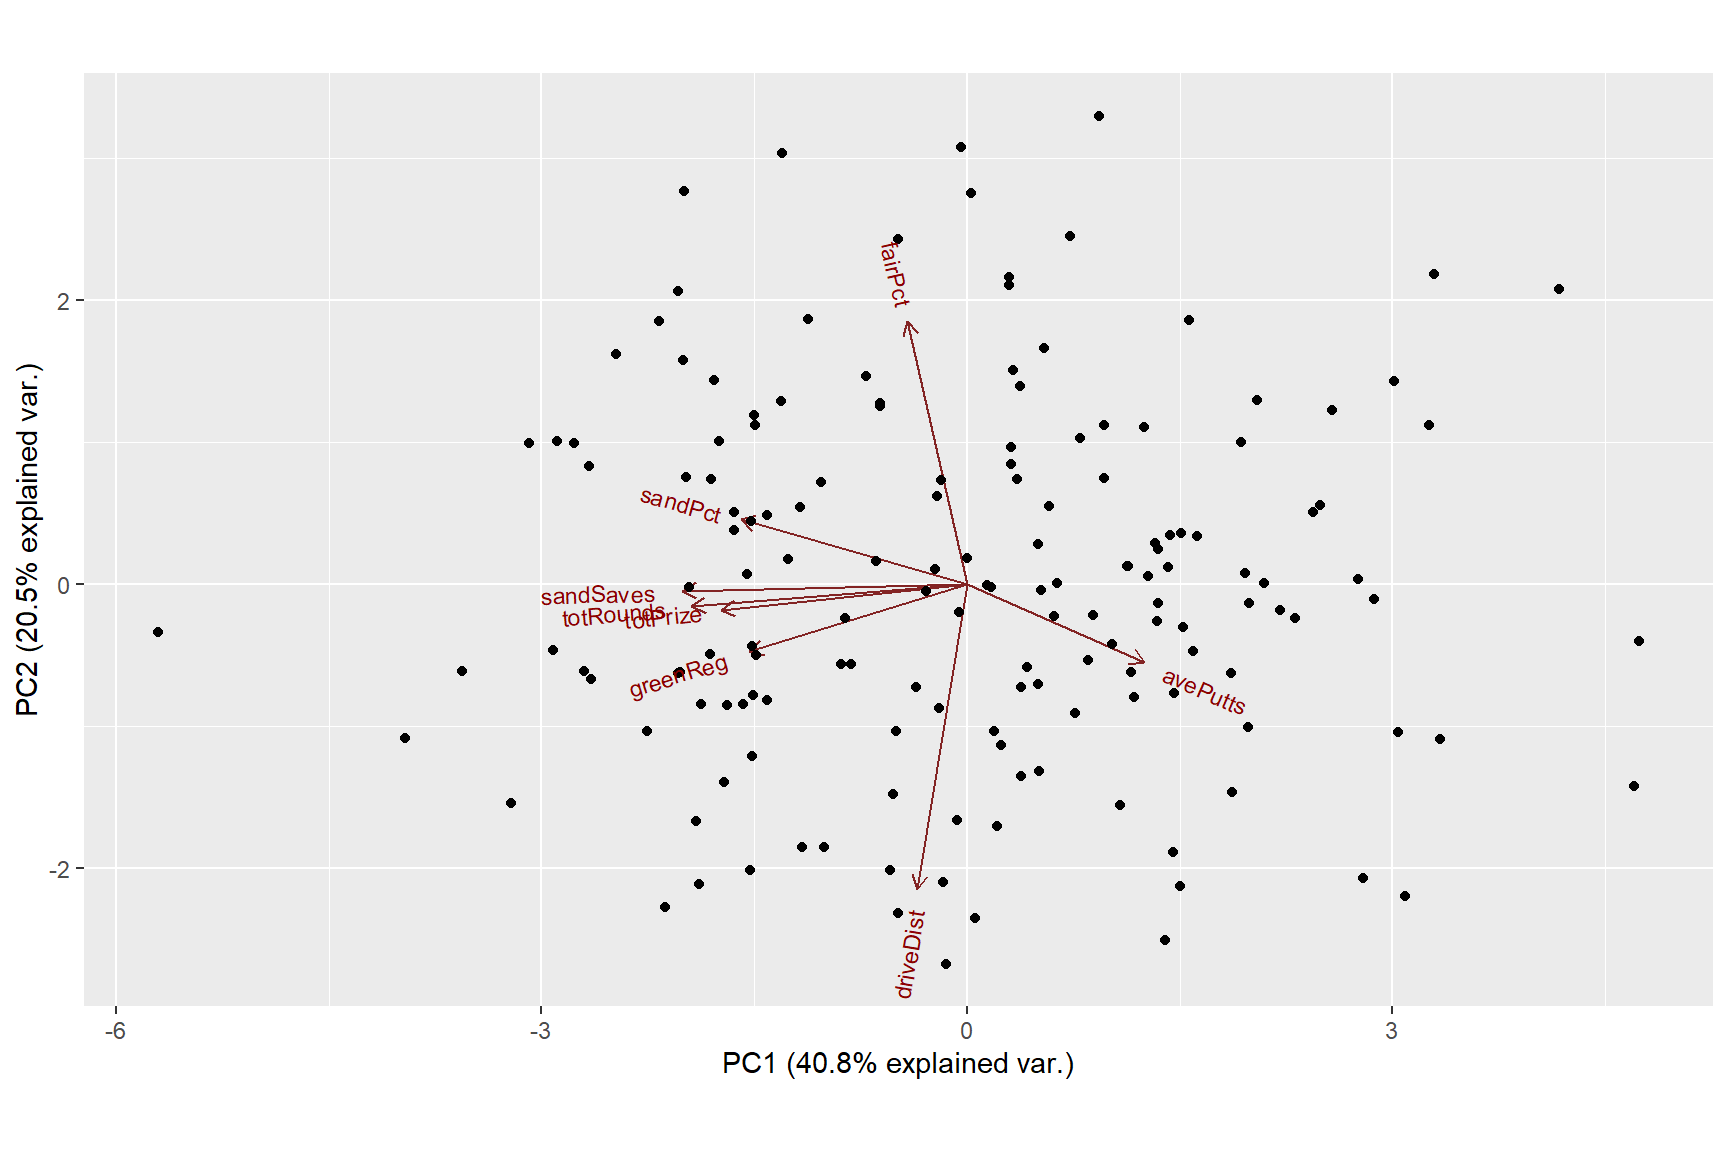 fairPct
2
sandPct
0
sandSaves
totRounds
totPrize
greenReg
avePutts
-2
driveDist
-6
-3
0
3
PC1 (40.8% explained var.)
PC2 (20.5% explained var.)